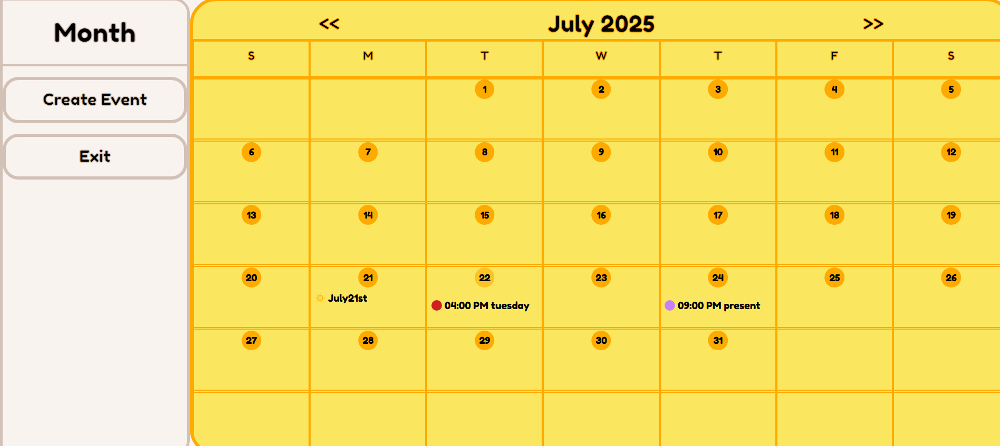 Month
Create Event
Exit
<< July 2025 >>
S M T W T F S
1 2 3 4 5
6 7 8 9 10 11 12
13 14 15 16 17 18 19
20 21 22 23 24 25 26
July21st 04:00 PM tuesday 09:00 PM present
27 28 29 30 31